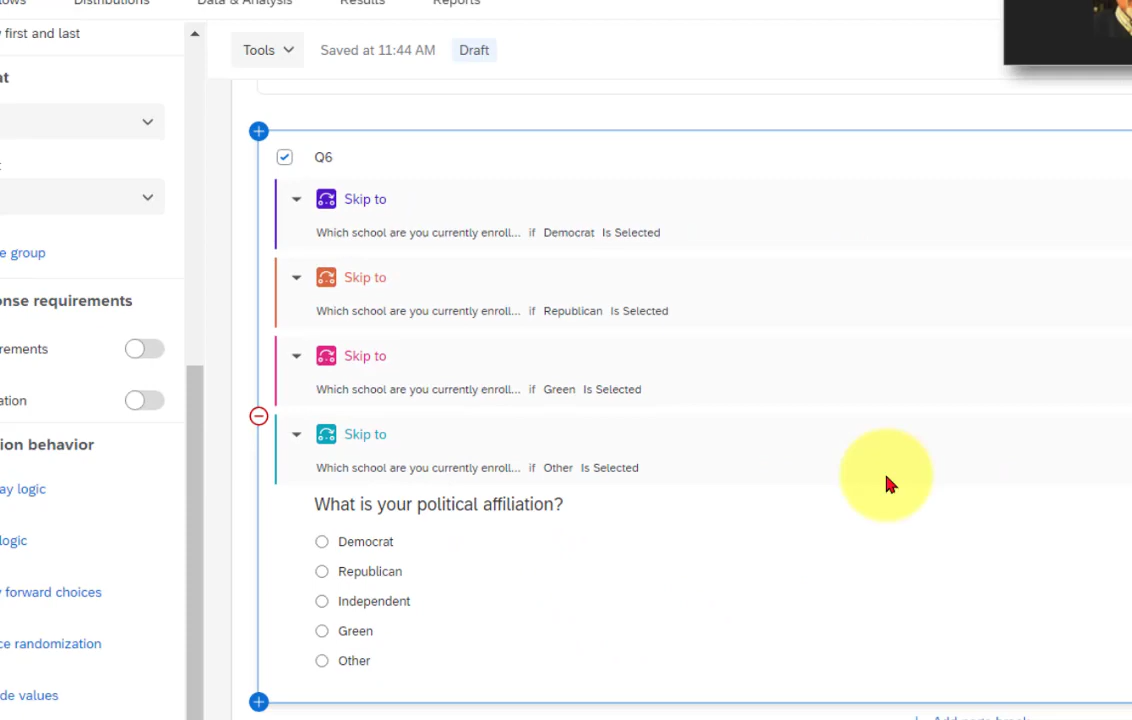 Distributions Data & Analysis Results Reports
first and last
Tools Saved at 11:44 AM Draft
Q6
Skip to
Which school are you currently enroll... if Democrat Is Selected
e group
Skip to
onse requirements
Which school are you currently enroll... if Republican Is Selected
rements
Skip to
Which school are you currently enroll... if Green Is Selected
ation
Skip to
ion behavior
Which school are you currently enroll... if Other Is Selected
ay logic
What is your political affiliation?
logic
Democrat
Republican
forward choices
Independent
Green
ce randomization
Other
de values